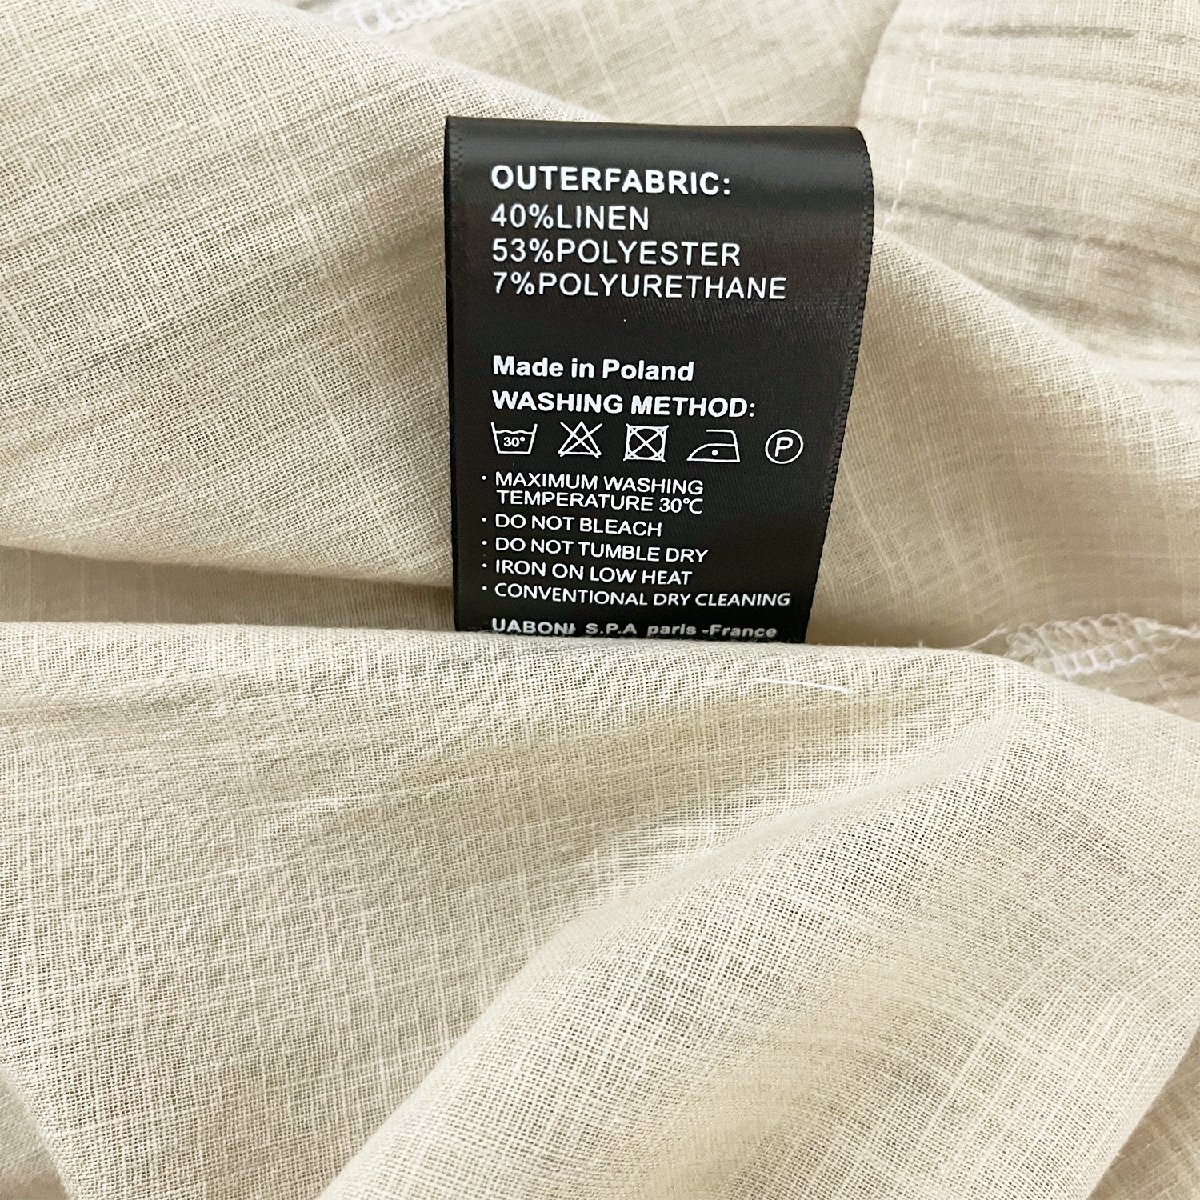 OUTERFABRIC:
40%LINEN
53%POLYESTER
7%POLYURETHANE
Made in Poland
WASHING METHOD:
30° P
· MAXIMUM WASHING
TEMPERATURE 30℃
· DO NOT BLEACH
· DO NOT TUMBLE DRY
· IRON ON LOW HEAT
· CONVENTIONAL DRY CLEANING
UABONI S.P.A paris -France